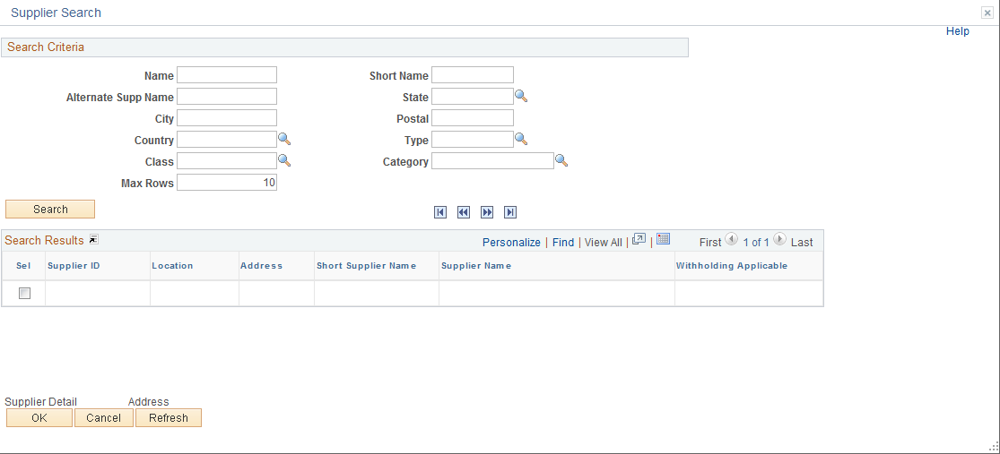 Supplier Search
Help
Search Criteria
Name Short Name
Alternate Supp Name State
City Postal
Country Type
Class Category
Max Rows 10
Search
Search Results Personalize | Find | View All | | First 1 of 1 Last
Sel Supplier ID Location Address Short Supplier Name Supplier Name Withholding Applicable
Supplier Detail Address
OK Cancel Refresh